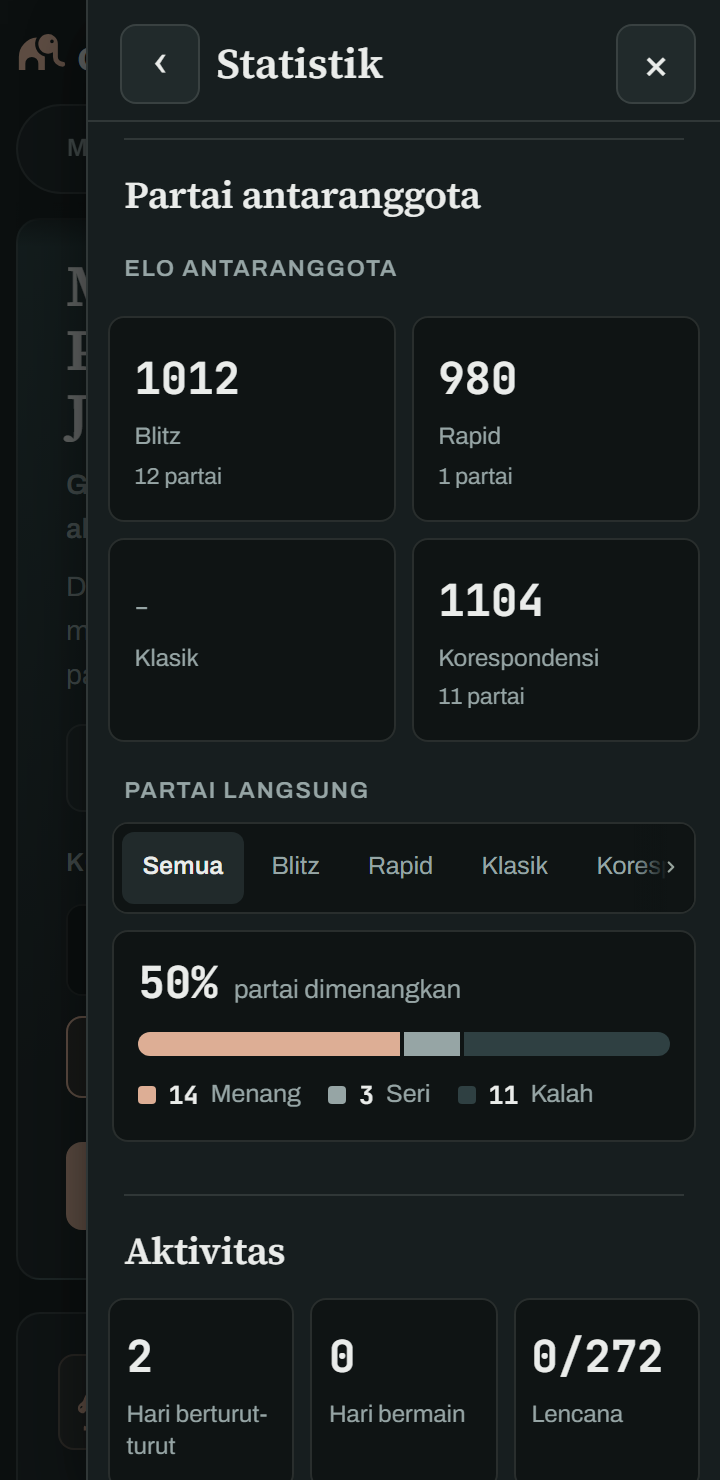 Statistik
Partai antaranggota
ELO ANTARANGGOTA
1012
Blitz
12 partai
980
Rapid
1 partai
-
Klasik
1104
Korespondensi
11 partai
PARTAI LANGSUNG
Semua Blitz Rapid Klasik Koresp
50% partai dimenangkan
14 Menang 3 Seri 11 Kalah
Aktivitas
2
Hari berturut-
turut
0
Hari bermain
0/272
Lencana